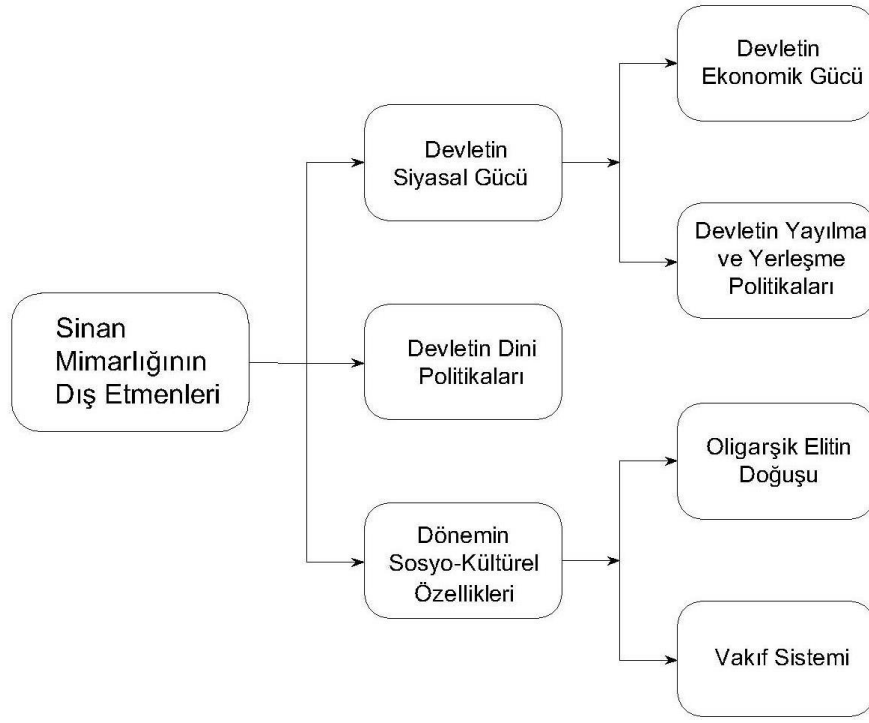 Sinan
Mimarlığının
Dış Etmenleri
Devletin
Siyasal Gücü
Devletin
Ekonomik Gücü
Devletin Yayılma
ve Yerleşme
Politikaları
Devletin Dini
Politikaları
Dönemin
Sosyo-Kültürel
Özellikleri
Oligarşik Elitin
Doğuşu
Vakıf Sistemi